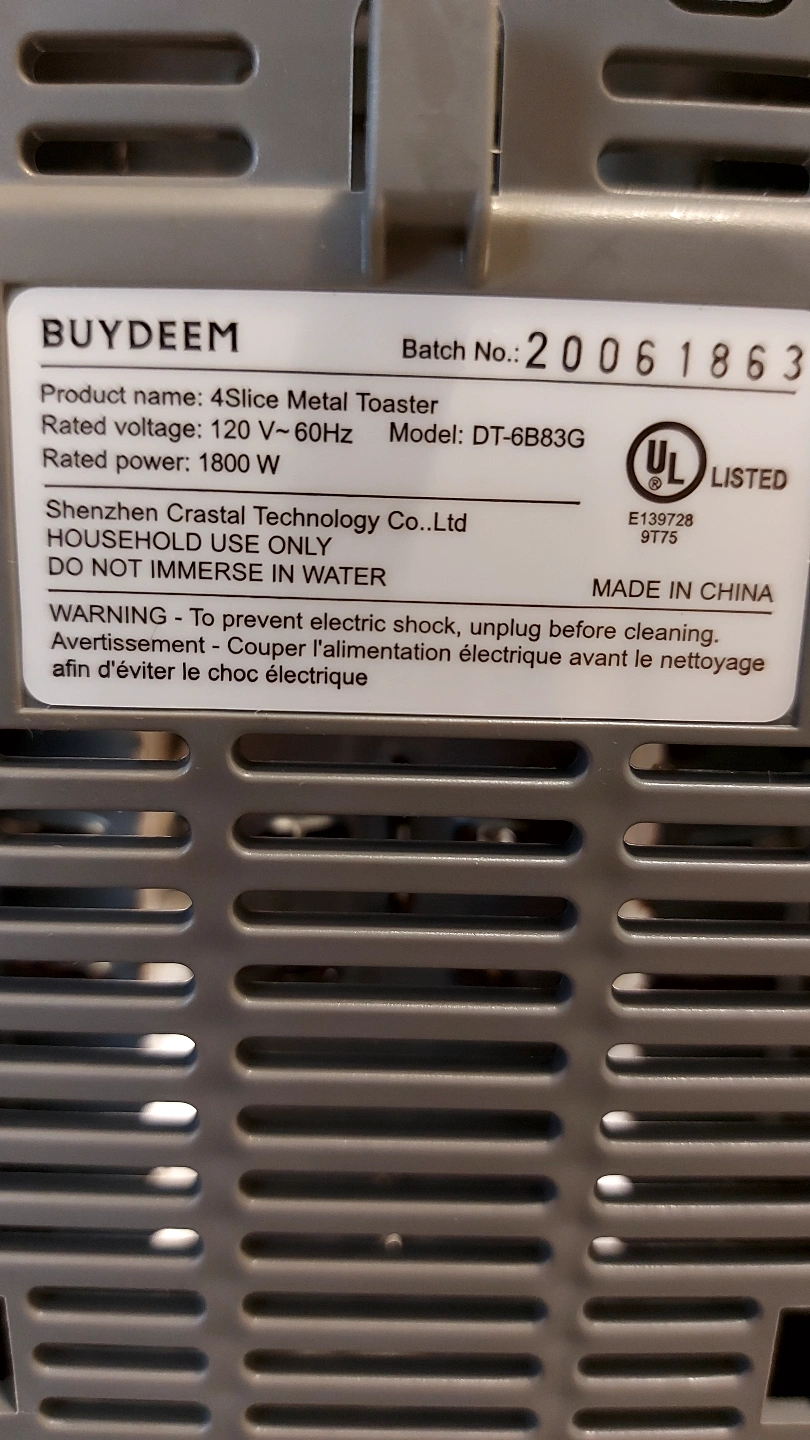 BUYDEEM
Batch No.: 20061863
Product name: 4Slice Metal Toaster
Rated voltage: 120 V~60Hz Model: DT-6B83G
Rated power: 1800 W
UL ® LISTED
E139728
9T75
Shenzhen Crastal Technology Co..Ltd
HOUSEHOLD USE ONLY
DO NOT IMMERSE IN WATER
MADE IN CHINA
WARNING - To prevent electric shock, unplug before cleaning.
Avertissement - Couper l'alimentation électrique avant le nettoyage
afin d'éviter le choc électrique